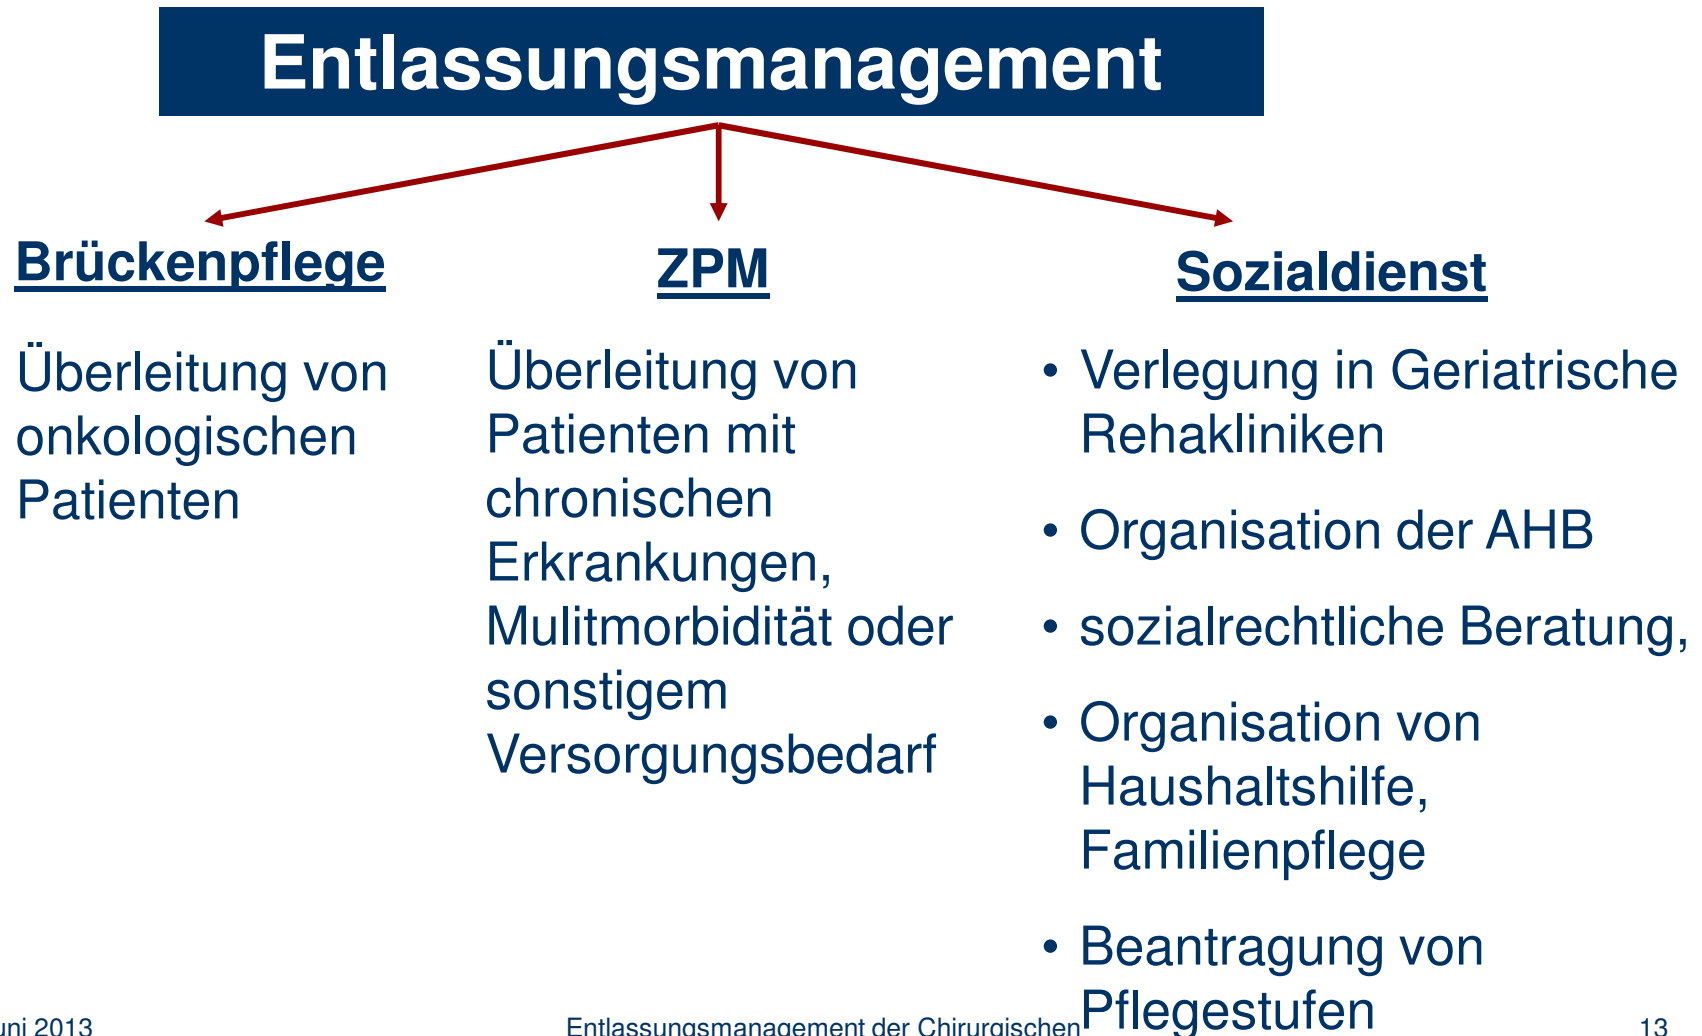 Entlassungsmanagement
Brückenpflege
Überleitung von
onkologischen
Patienten
ZPM
Überleitung von
Patienten mit
chronischen
Erkrankungen,
Mulitmorbidität oder
sonstigem
Versorgungsbedarf
Sozialdienst
• Verlegung in Geriatrische
Rehakliniken
• Organisation der AHB
• sozialrechtliche Beratung,
• Organisation von
Haushaltshilfe,
Familienpflege
• Beantragung von
Pflegestufen
uni 2013
Entlassungsmanagement der Chirurgischen
13